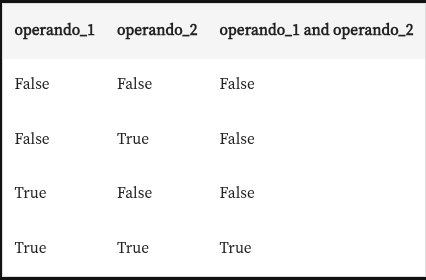 operando_1 operando_2 operando_1 and operando_2
False False False
False True False
True False False
True True True